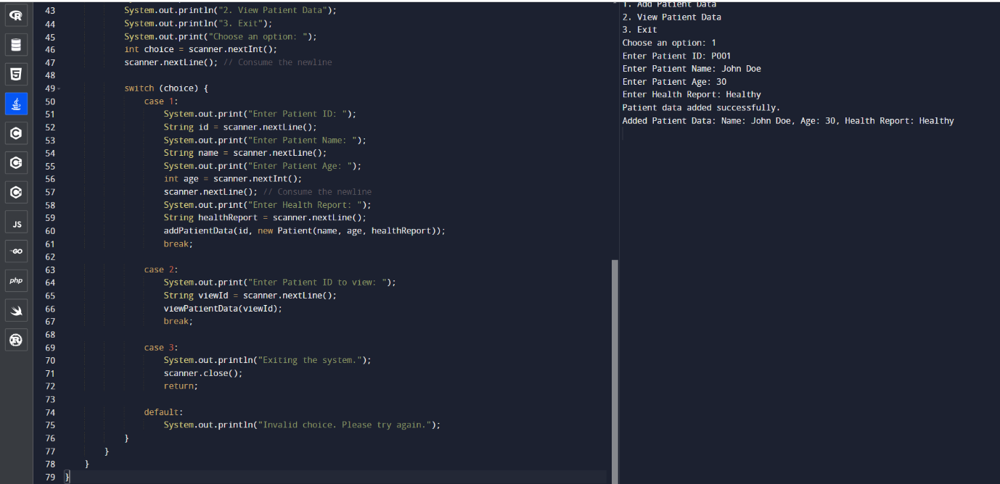 43 System.out.println("2. View Patient Data");
44 System.out.println("3. Exit");
45 System.out.print("Choose an option: ");
46 int choice = scanner.nextInt();
47 scanner.nextLine(); // Consume the newline
48
49 switch (choice) {
50 case 1:
51 System.out.print("Enter Patient ID: ");
52 String id = scanner.nextLine();
53 System.out.print("Enter Patient Name: ");
54 String name = scanner.nextLine();
55 System.out.print("Enter Patient Age: ");
56 int age = scanner.nextInt();
57 scanner.nextLine(); // Consume the newline
58 System.out.print("Enter Health Report: ");
59 String healthReport = scanner.nextLine();
60 addPatientData(id, new Patient(name, age, healthReport));
61 break;
62
63 case 2:
64 System.out.print("Enter Patient ID to view: ");
65 String viewId = scanner.nextLine();
66 viewPatientData(viewId);
67 break;
68
69 case 3:
70 System.out.println("Exiting the system.");
71 scanner.close();
72 return;
73
74 default:
75 System.out.println("Invalid choice. Please try again.");
76 }
77 }
78 }
79 }
1. Add Patient Data
2. View Patient Data
3. Exit
Choose an option: 1
Enter Patient ID: P001
Enter Patient Name: John Doe
Enter Patient Age: 30
Enter Health Report: Healthy
Patient data added successfully.
Added Patient Data: Name: John Doe, Age: 30, Health Report: Healthy
R
5
C
C
C
JS
GO
php
R